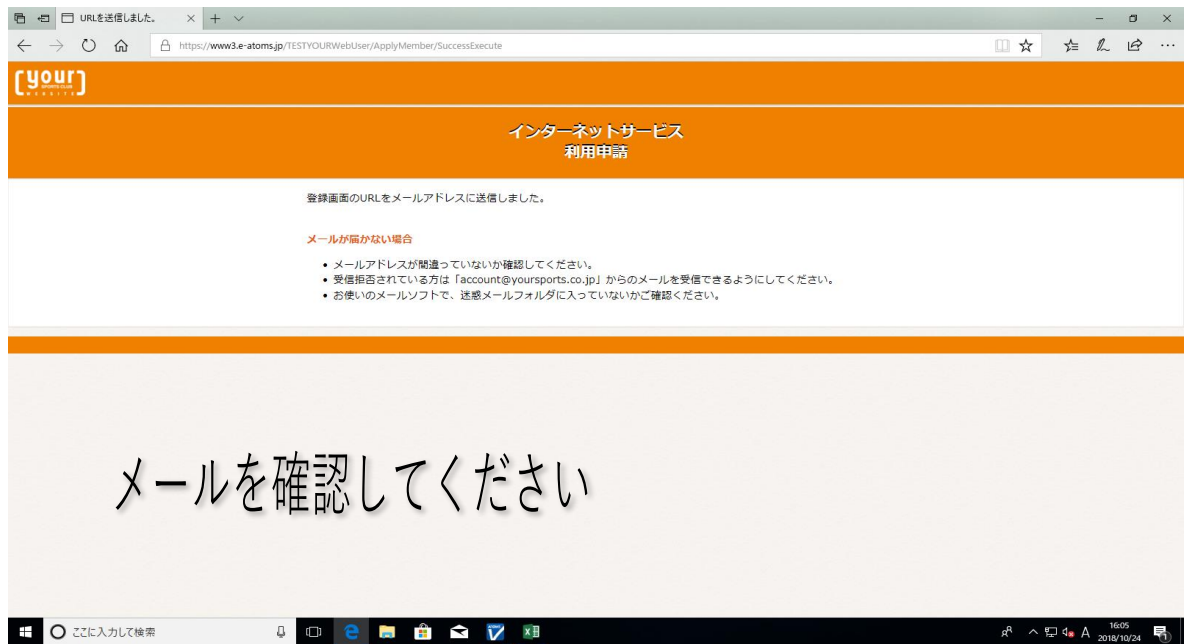 URLを送信しました。
https://www3.e-atoms.jp/TESTYOURWebUser/ApplyMember/SuccessExecute
[your]
SPORTS CLUB
WEBSITE
インターネットサービス
利用申請
登録画面のURLをメールアドレスに送信しました。
メールが届かない場合
• メールアドレスが間違っていないか確認してください。
• 受信拒否されている方は「account@yoursports.co.jp」からのメールを受信できるようにしてください。
• お使いのメールソフトで、迷惑メールフォルダに入っていないかご確認ください。
メールを確認してください
ここに入力して検索
A
16:05
2018/10/24